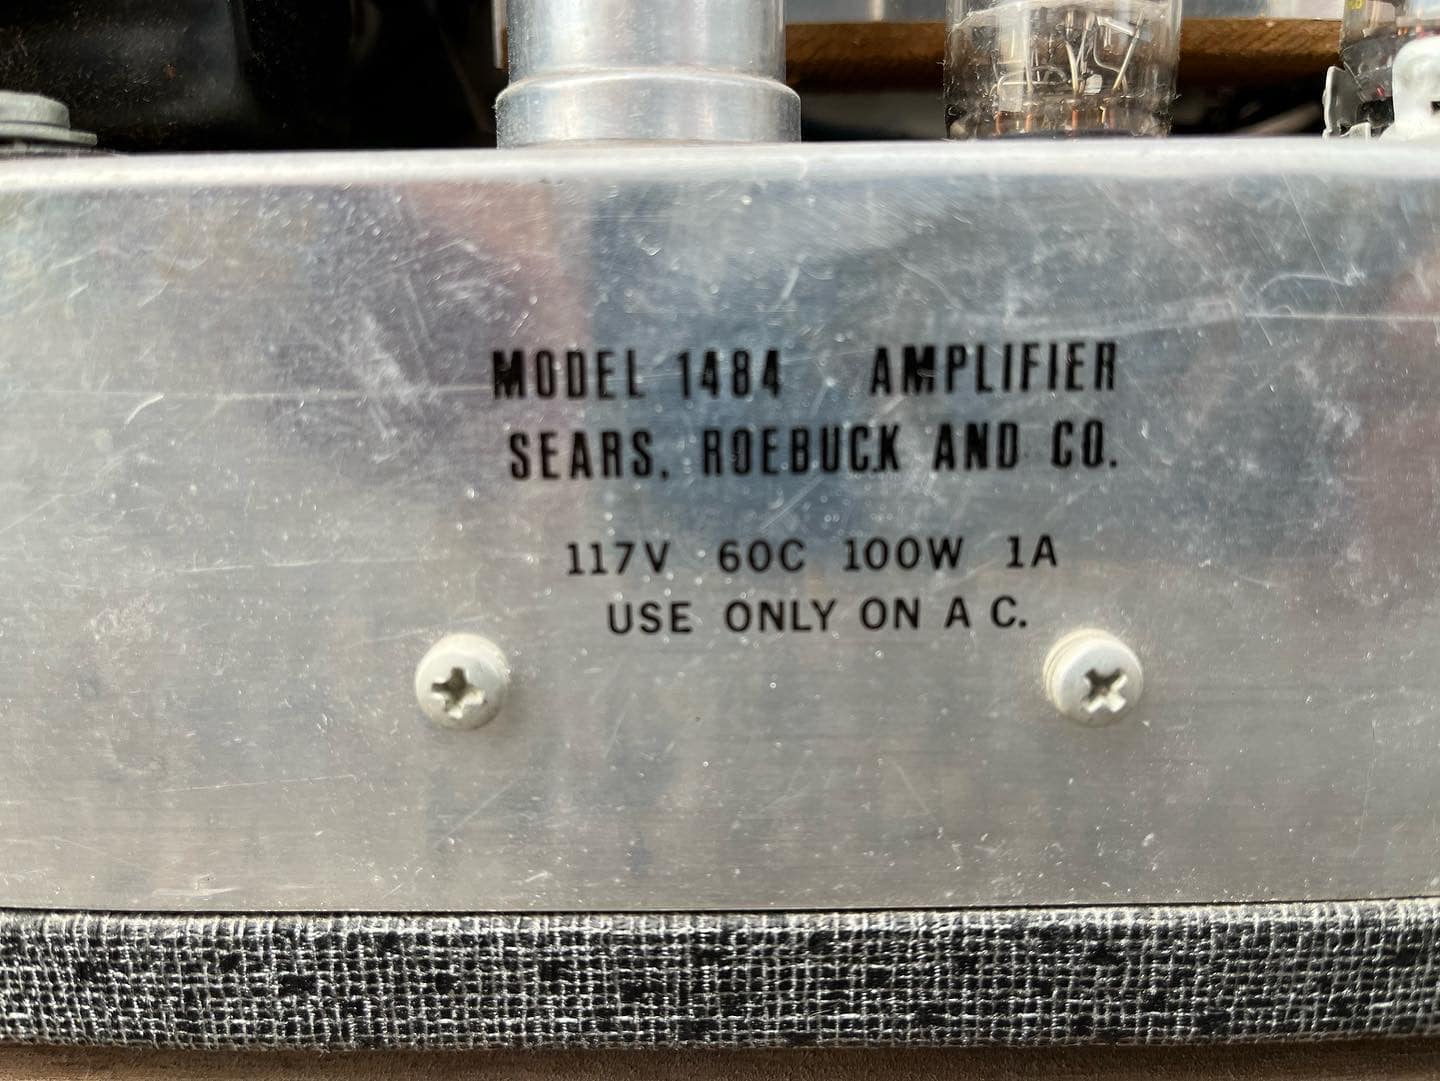 MODEL 1484 AMPLIFIER
SEARS, ROEBUCK AND CO.
117V 60C 100W 1A
USE ONLY ON A C.